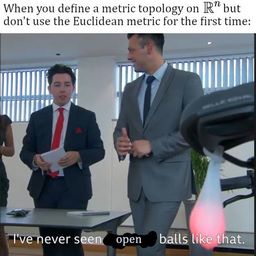 When you define a metric topology on ℝⁿ but
don't use the Euclidean metric for the first time:
I've never seen open balls like that.